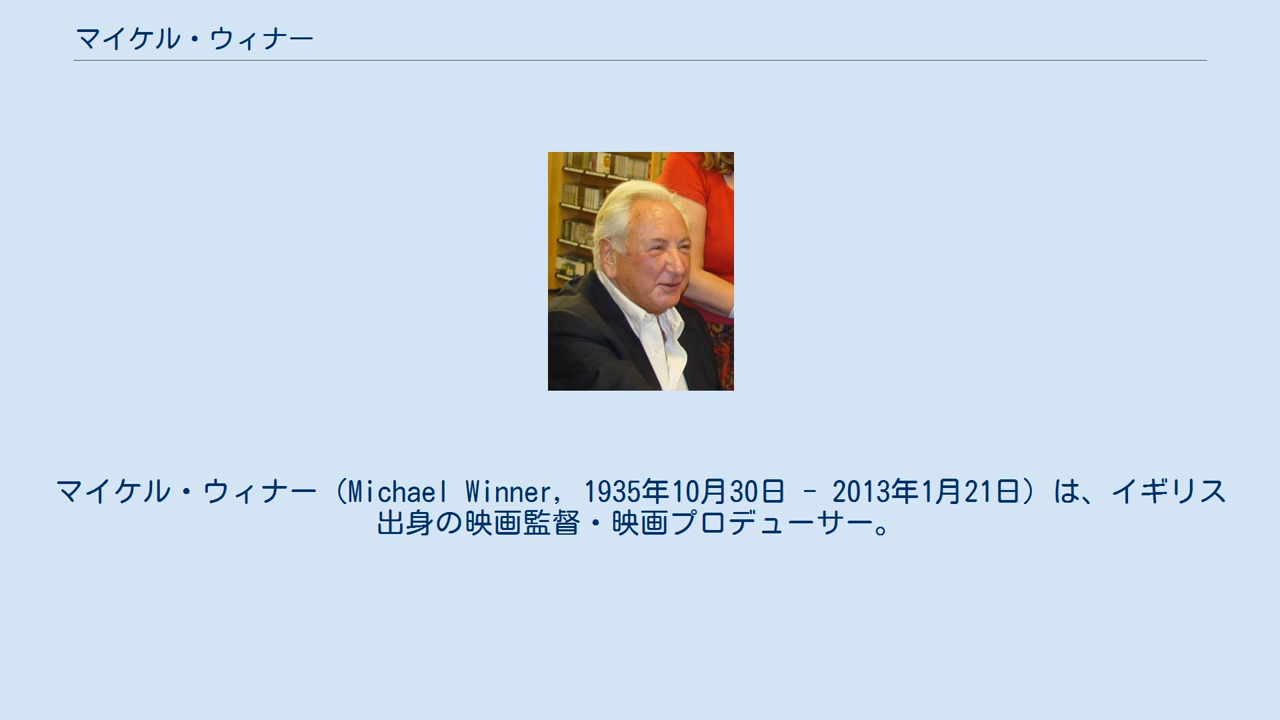 マイケル・ウィナー
マイケル・ウィナー（Michael Winner, 1935年10月30日 - 2013年1月21日）は、イギリス
出身の映画監督・映画プロデューサー。